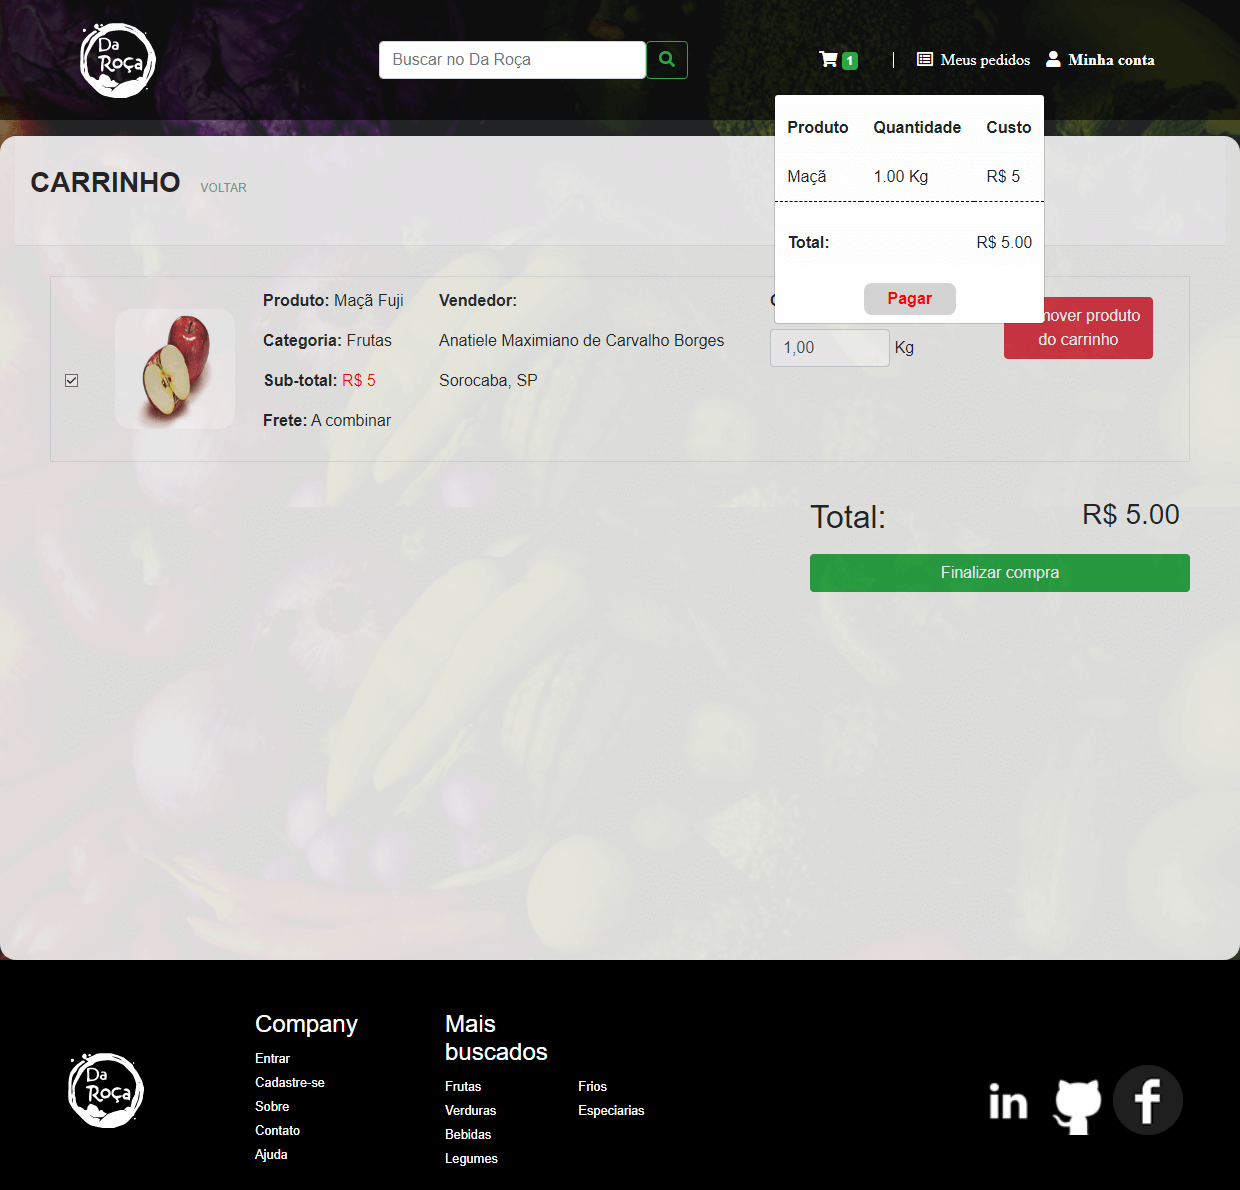 Da
Roça
Buscar no Da Roça
1
|
Meus pedidos
Minha conta
Produto Quantidade Custo
Maçã 1.00 Kg R$ 5
Total: R$ 5.00
Pagar
CARRINHO
VOLTAR
Produto: Maçã Fuji
Categoria: Frutas
Sub-total: R$ 5
Frete: A combinar
Vendedor:
Anatiele Maximiano de Carvalho Borges
Sorocaba, SP
1,00 Kg
mover produto
do carrinho
Total: R$ 5.00
Finalizar compra
Da
Roça
Company
Entrar
Cadastre-se
Sobre
Contato
Ajuda
Mais
buscados
Frutas
Verduras
Bebidas
Legumes
Frios
Especiarias
in
f